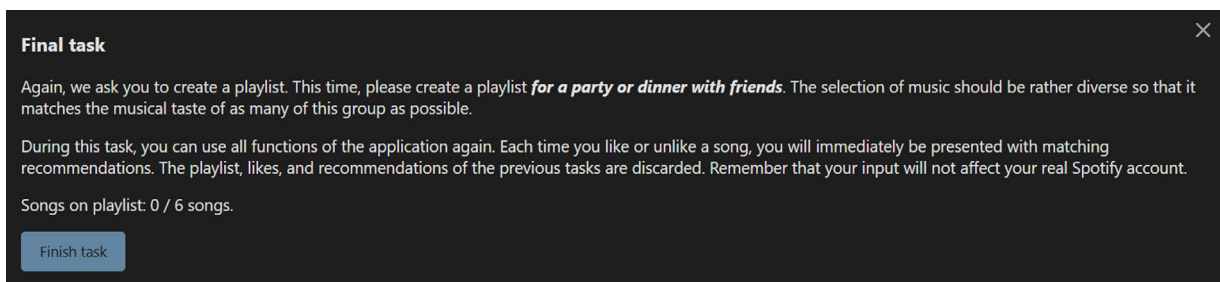 Final task
Again, we ask you to create a playlist. This time, please create a playlist for a party or dinner with friends. The selection of music should be rather diverse so that it
matches the musical taste of as many of this group as possible.
During this task, you can use all functions of the application again. Each time you like or unlike a song, you will immediately be presented with matching
recommendations. The playlist, likes, and recommendations of the previous tasks are discarded. Remember that your input will not affect your real Spotify account.
Songs on playlist: 0 / 6 songs.
Finish task